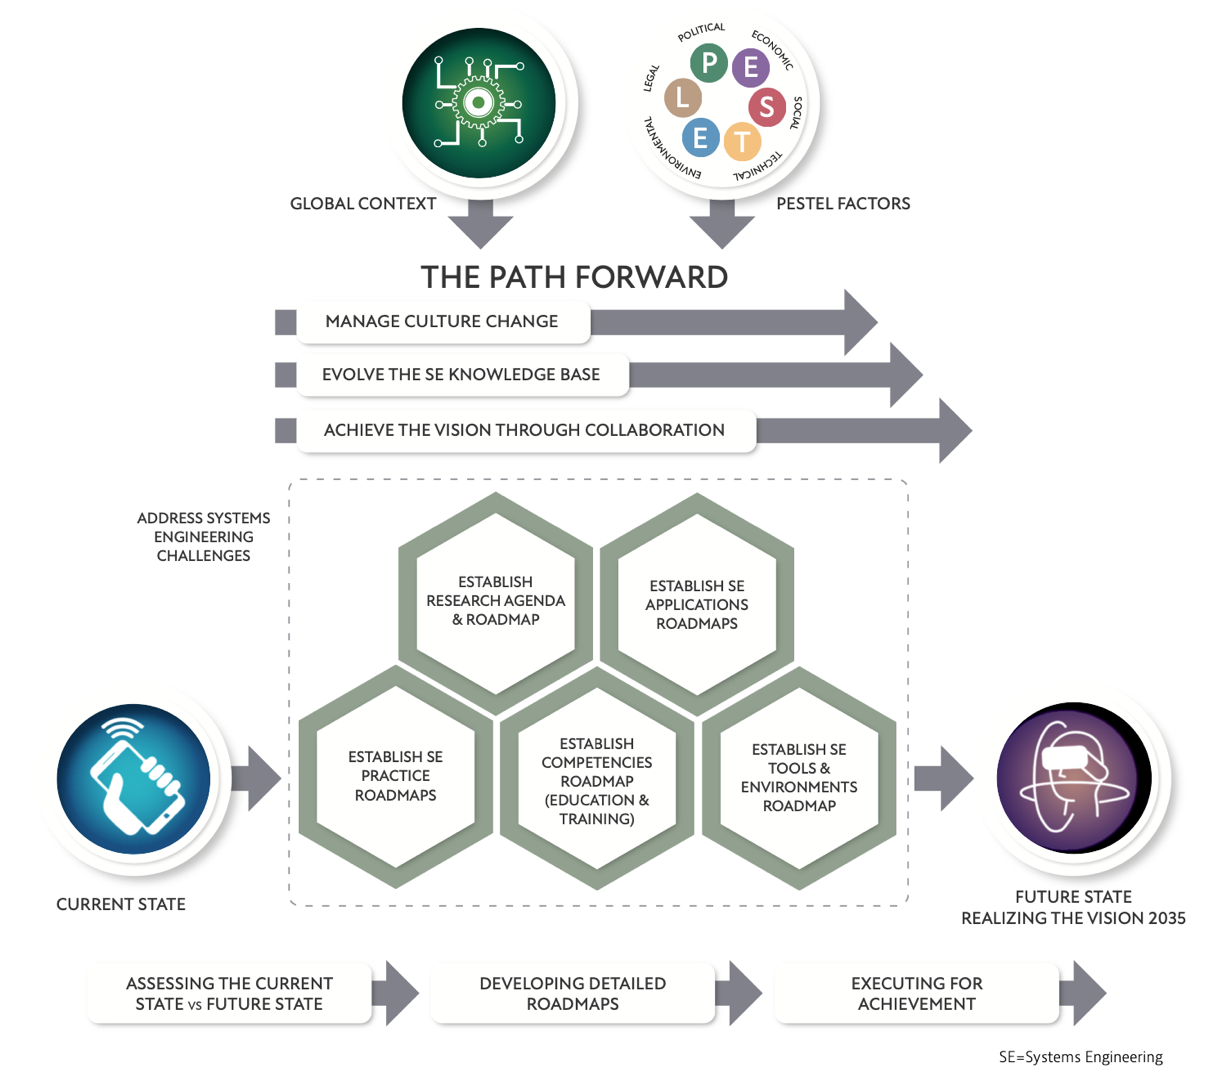 POLITICAL
ECONOMIC
LEGAL
P
E
L
S
E
T
SOCIAL
ENVIRONMENTAL
TECHNICAL
GLOBAL CONTEXT
PESTEL FACTORS
THE PATH FORWARD
MANAGE CULTURE CHANGE
EVOLVE THE SE KNOWLEDGE BASE
ACHIEVE THE VISION THROUGH COLLABORATION
ADDRESS SYSTEMS
ENGINEERING
CHALLENGES
ESTABLISH
RESEARCH AGENDA
& ROADMAP
ESTABLISH SE
APPLICATIONS
ROADMAPS
ESTABLISH SE
PRACTICE
ROADMAPS
ESTABLISH
COMPETENCIES
ROADMAP
(EDUCATION &
TRAINING)
ESTABLISH SE
TOOLS &
ENVIRONMENTS
ROADMAP
CURRENT STATE
FUTURE STATE
REALIZING THE VISION 2035
ASSESSING THE CURRENT
STATE vs FUTURE STATE
DEVELOPING DETAILED
ROADMAPS
EXECUTING FOR
ACHIEVEMENT
SE=Systems Engineering